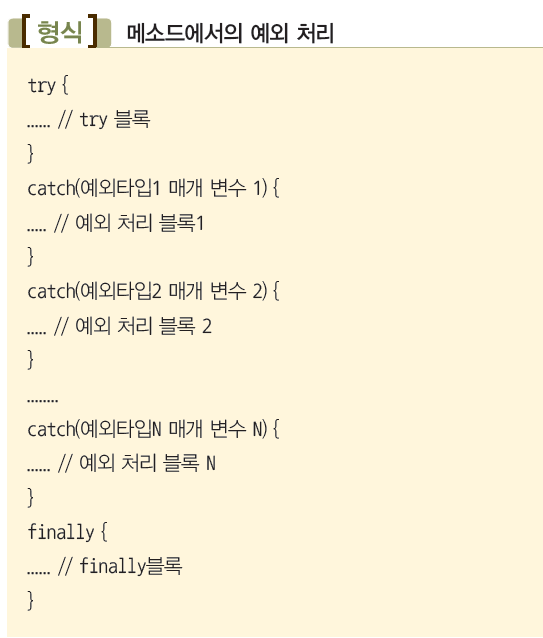 [형식] 메소드에서의 예외 처리
try {
...... // try 블록
}
catch(예외타입1 매개 변수 1) {
..... // 예외 처리 블록1
}
catch(예외타입2 매개 변수 2) {
..... // 예외 처리 블록 2
}
........
catch(예외타입N 매개 변수 N) {
...... // 예외 처리 블록 N
}
finally {
...... // finally블록
}